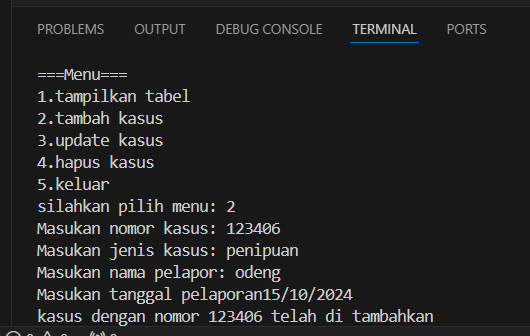 PROBLEMS OUTPUT DEBUG CONSOLE TERMINAL PORTS
===Menu===
1.tampilkan tabel
2.tambah kasus
3.update kasus
4.hapus kasus
5.keluar
silahkan pilih menu: 2
Masukan nomor kasus: 123406
Masukan jenis kasus: penipuan
Masukan nama pelapor: odeng
Masukan tanggal pelaporan15/10/2024
kasus dengan nomor 123406 telah di tambahkan